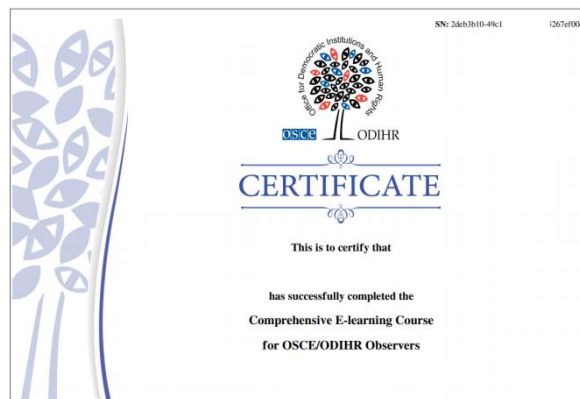 SN: 2deb3b10-49c1 i267ef00
Office for Democratic Institutions and Human Rights
OSCE ODIHR
CERTIFICATE
This is to certify that
has successfully completed the
Comprehensive E-learning Course
for OSCE/ODIHR Observers